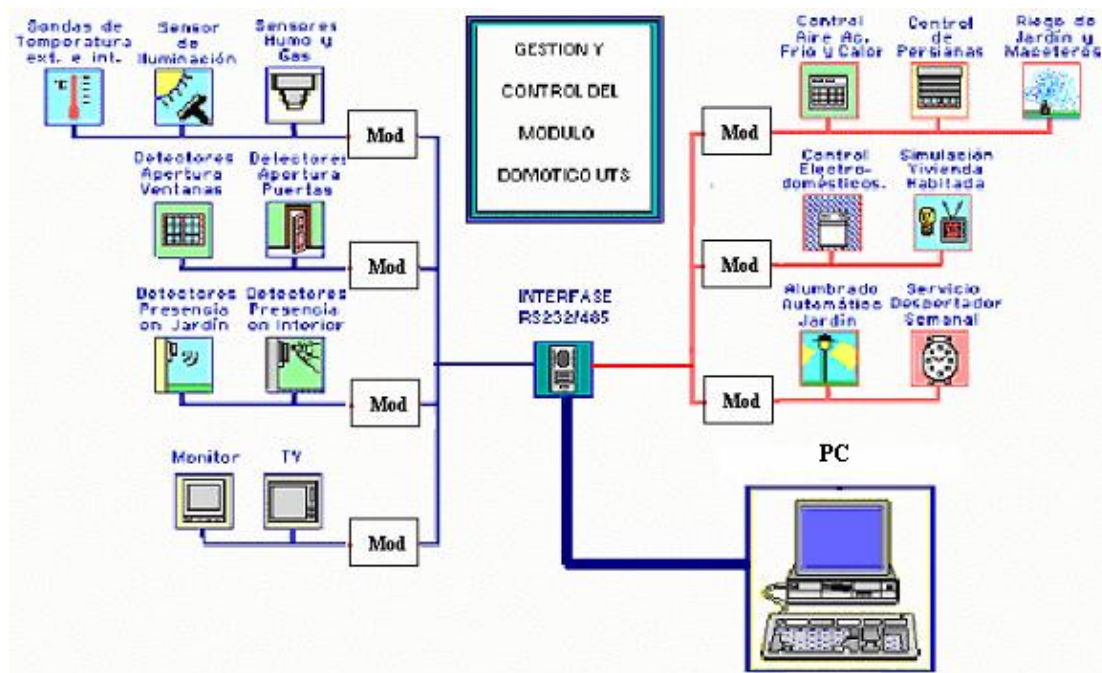 Sondas de
Temperatura
ext. e int.
Sensor
de
Iluminación
Sensores
Humo y
Gas
Mod
Detectores
Apertura
Ventanas
Detectores
Apertura
Puertas
Mod
Detectores
Presencia
en Jardín
Detectores
Presencia
en Interior
Mod
Monitor
TV
Mod
GESTION Y
CONTROL DEL
MODULO
DOMOTICO UTS
INTERFASE
RS232/485
Control
Aire Ac.
Frío y Calor
Control
de
Persianas
Riego de
Jardín y
Maceteros
Mod
Control
Electro-
domésticos.
Simulación
Vivienda
Habitada
Mod
Alumbrado
Automático
Jardín
Servicio
Despertador
Semanal
Mod
PC
°C